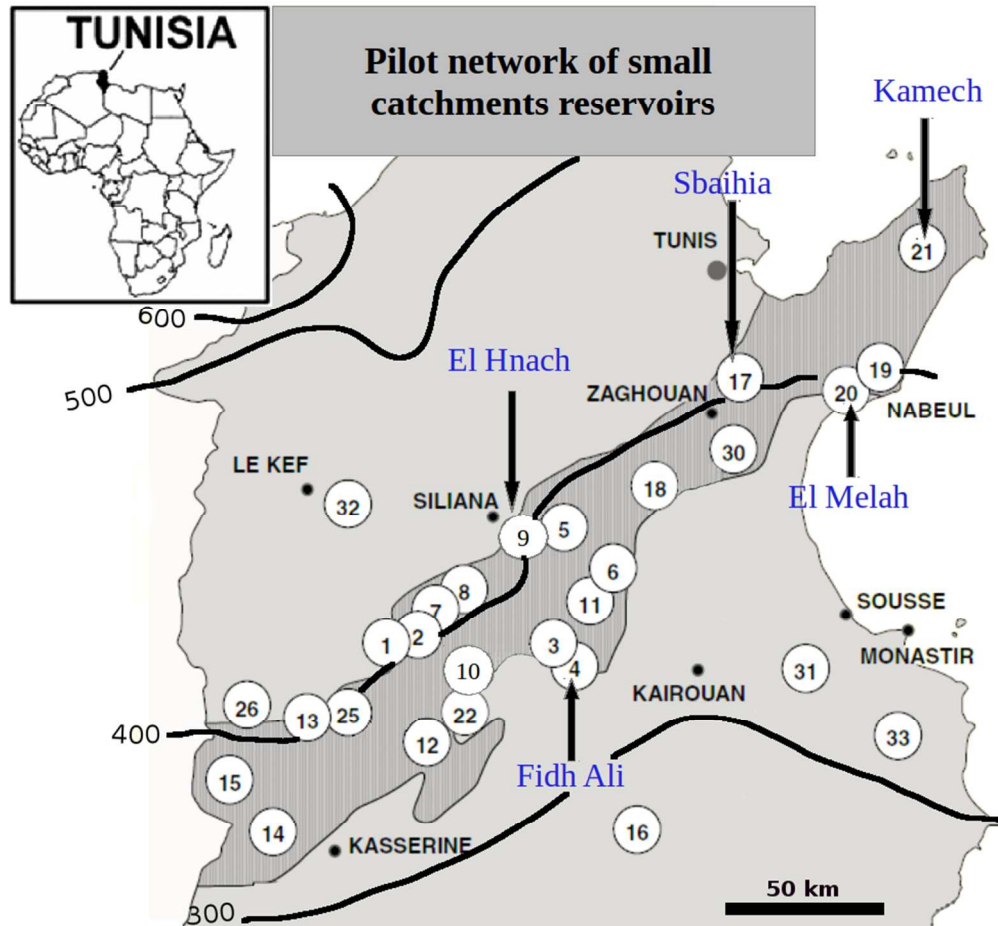 TUNISIA
Pilot network of small
catchments reservoirs
Kamech
Sbaihia
TUNIS
21
600
El Hnach
500
17
19
ZAGHOUAN
20
NABEUL
30
LE KEF
El Melah
32
SILIANA
18
9
5
6
8
7
11
SOUSSE
1
2
3
MONASTIR
10
4
31
KAIROUAN
26
13
25
22
400
12
33
Fidh Ali
15
14
16
KASSERINE
50 km
300